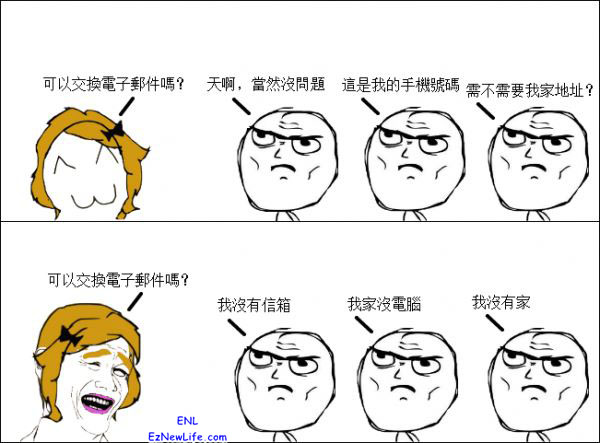 可以交換電子郵件嗎?
天啊, 當然沒問題
這是我的手機號碼
需不需要我家地址?
可以交換電子郵件嗎?
我沒有信箱
我家沒電腦
我沒有家
ENL
EzNewLife.com